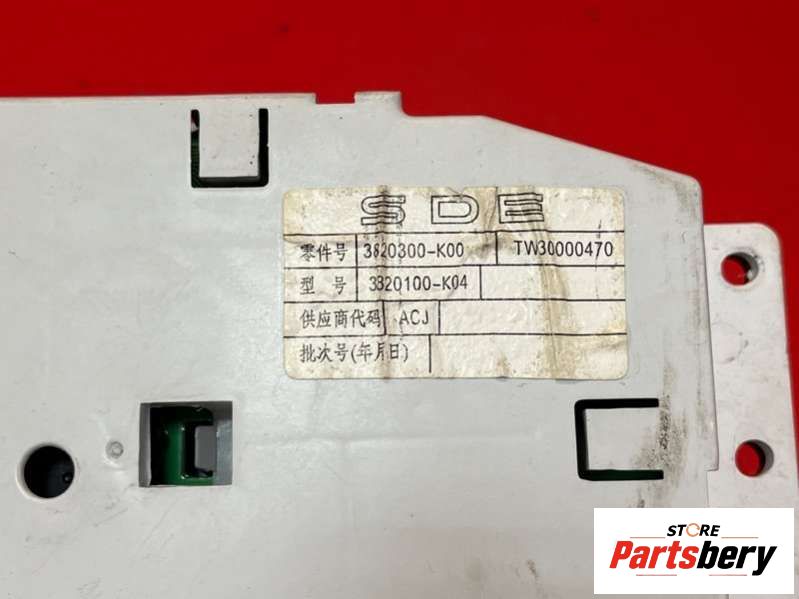 SDE
零件号 3820300-K00 TW30000470
型 号 3820100-K04
供应商代码 ACJ
批次号(年月日)
STORE
Partsbery